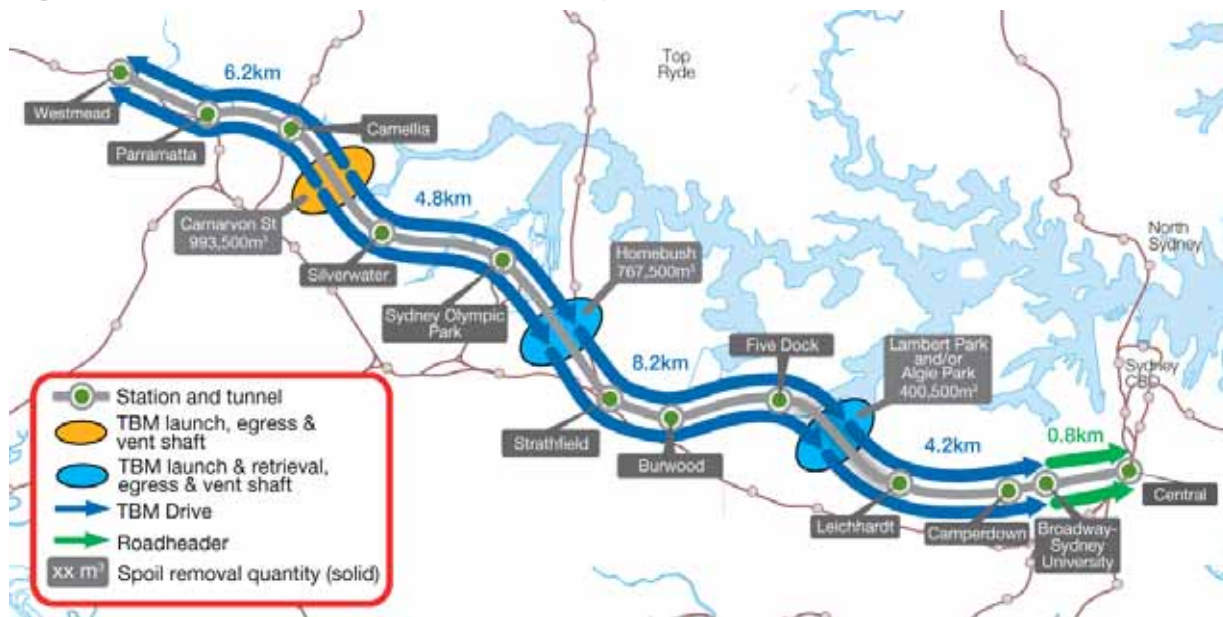 Top
Ryde
6.2km
Westmead
Parramatta
Camellia
4.8km
Carnarvon St
993,500m³
Silverwater
Sydney Olympic
Park
Homebush
767,500m³
North
Sydney
8.2km
Five Dock
Lambert Park
and/or
Algie Park
400,500m³
Sydney
CBD
Strathfield
Burwood
4.2km
0.8km
Leichhardt
Camperdown
Broadway-
Sydney
University
Central
Station and tunnel
TBM launch, egress &
vent shaft
TBM launch & retrieval,
egress & vent shaft
TBM Drive
Roadheader
xx m³ Spoil removal quantity (solid)